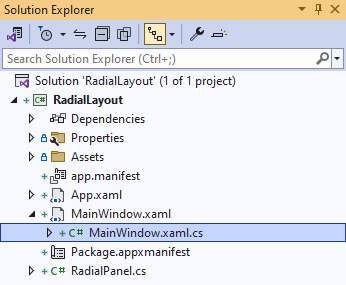 Solution Explorer
Search Solution Explorer (Ctrl+;)
Solution 'RadialLayout' (1 of 1 project)
C# RadialLayout
Dependencies
Properties
Assets
app.manifest
App.xaml
MainWindow.xaml
C# MainWindow.xaml.cs
Package.appxmanifest
C# RadialPanel.cs